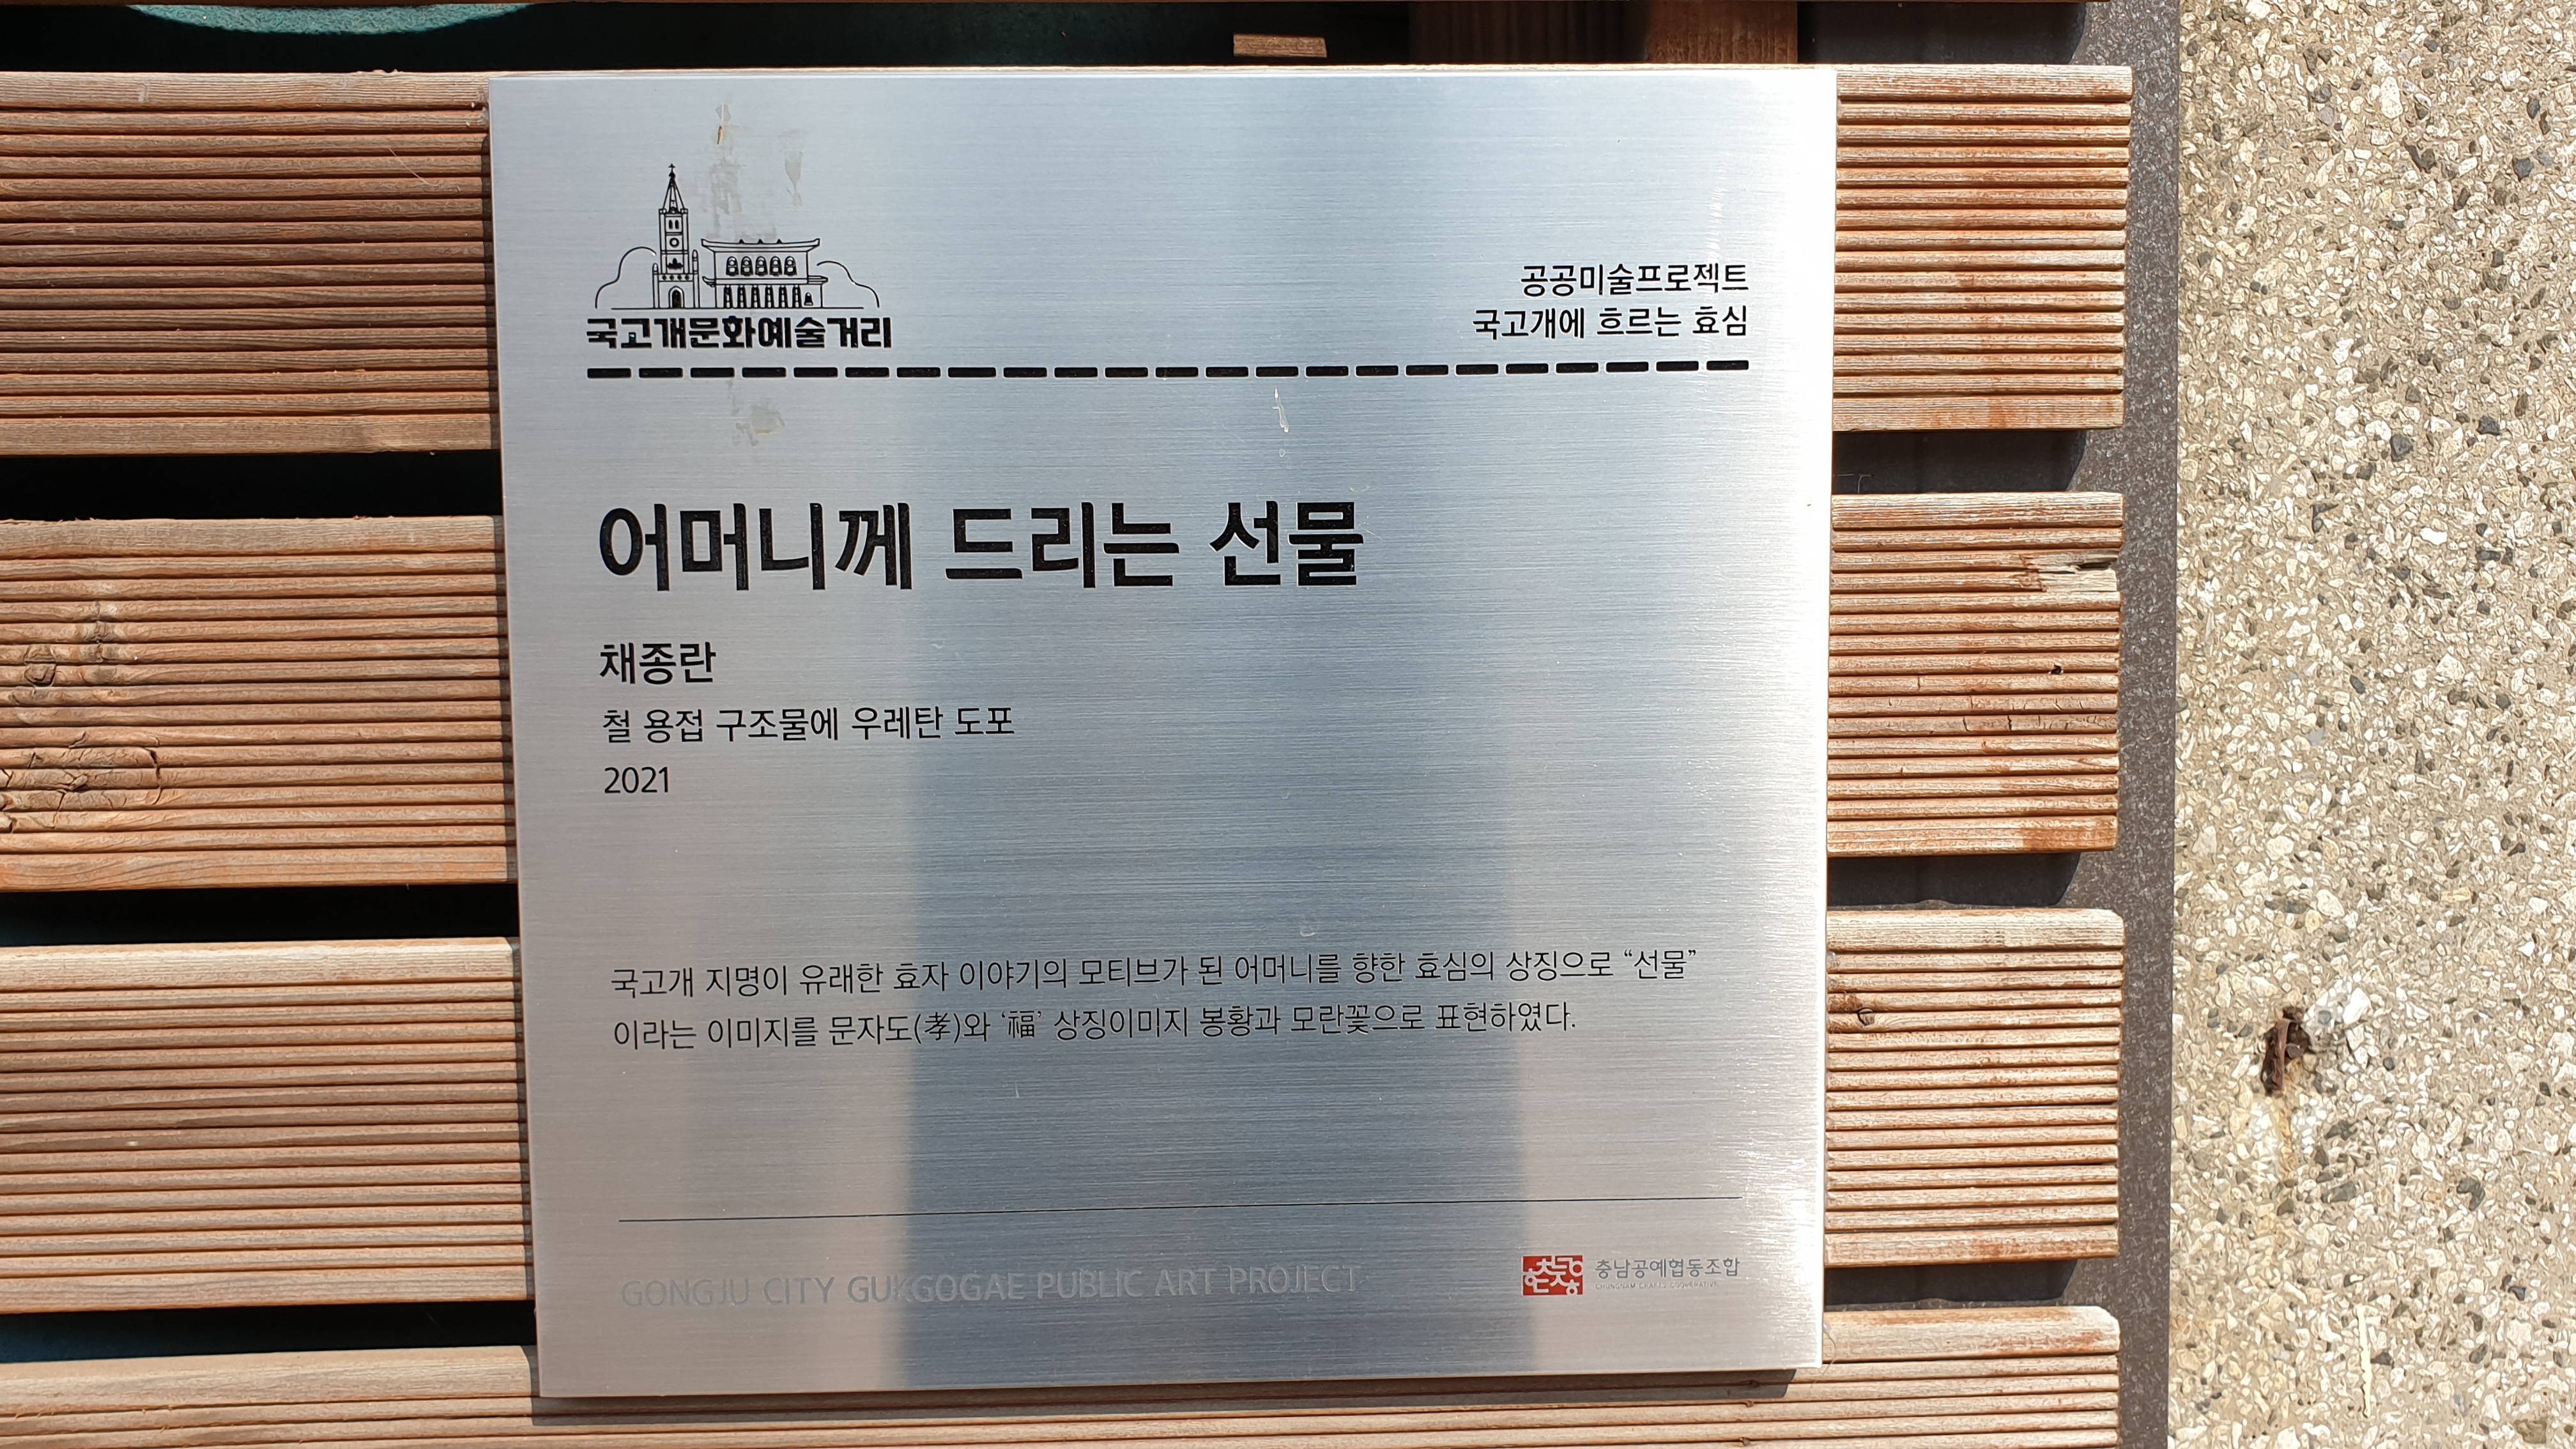 국고개문화예술거리
공공미술프로젝트
국고개에 흐르는 효심
어머니께 드리는 선물
채종란
철 용접 구조물에 우레탄 도포
2021
국고개 지명이 유래한 효자 이야기의 모티브가 된 어머니를 향한 효심의 상징으로 “선물”
이라는 이미지를 문자도(孝)와 ‘福’ 상징이미지 봉황과 모란꽃으로 표현하였다.
GONGJU CITY GUKGOGAE PUBLIC ART PROJECT
충남공예협동조합
CHUNGNAM CRAFTS COOPERATIVE